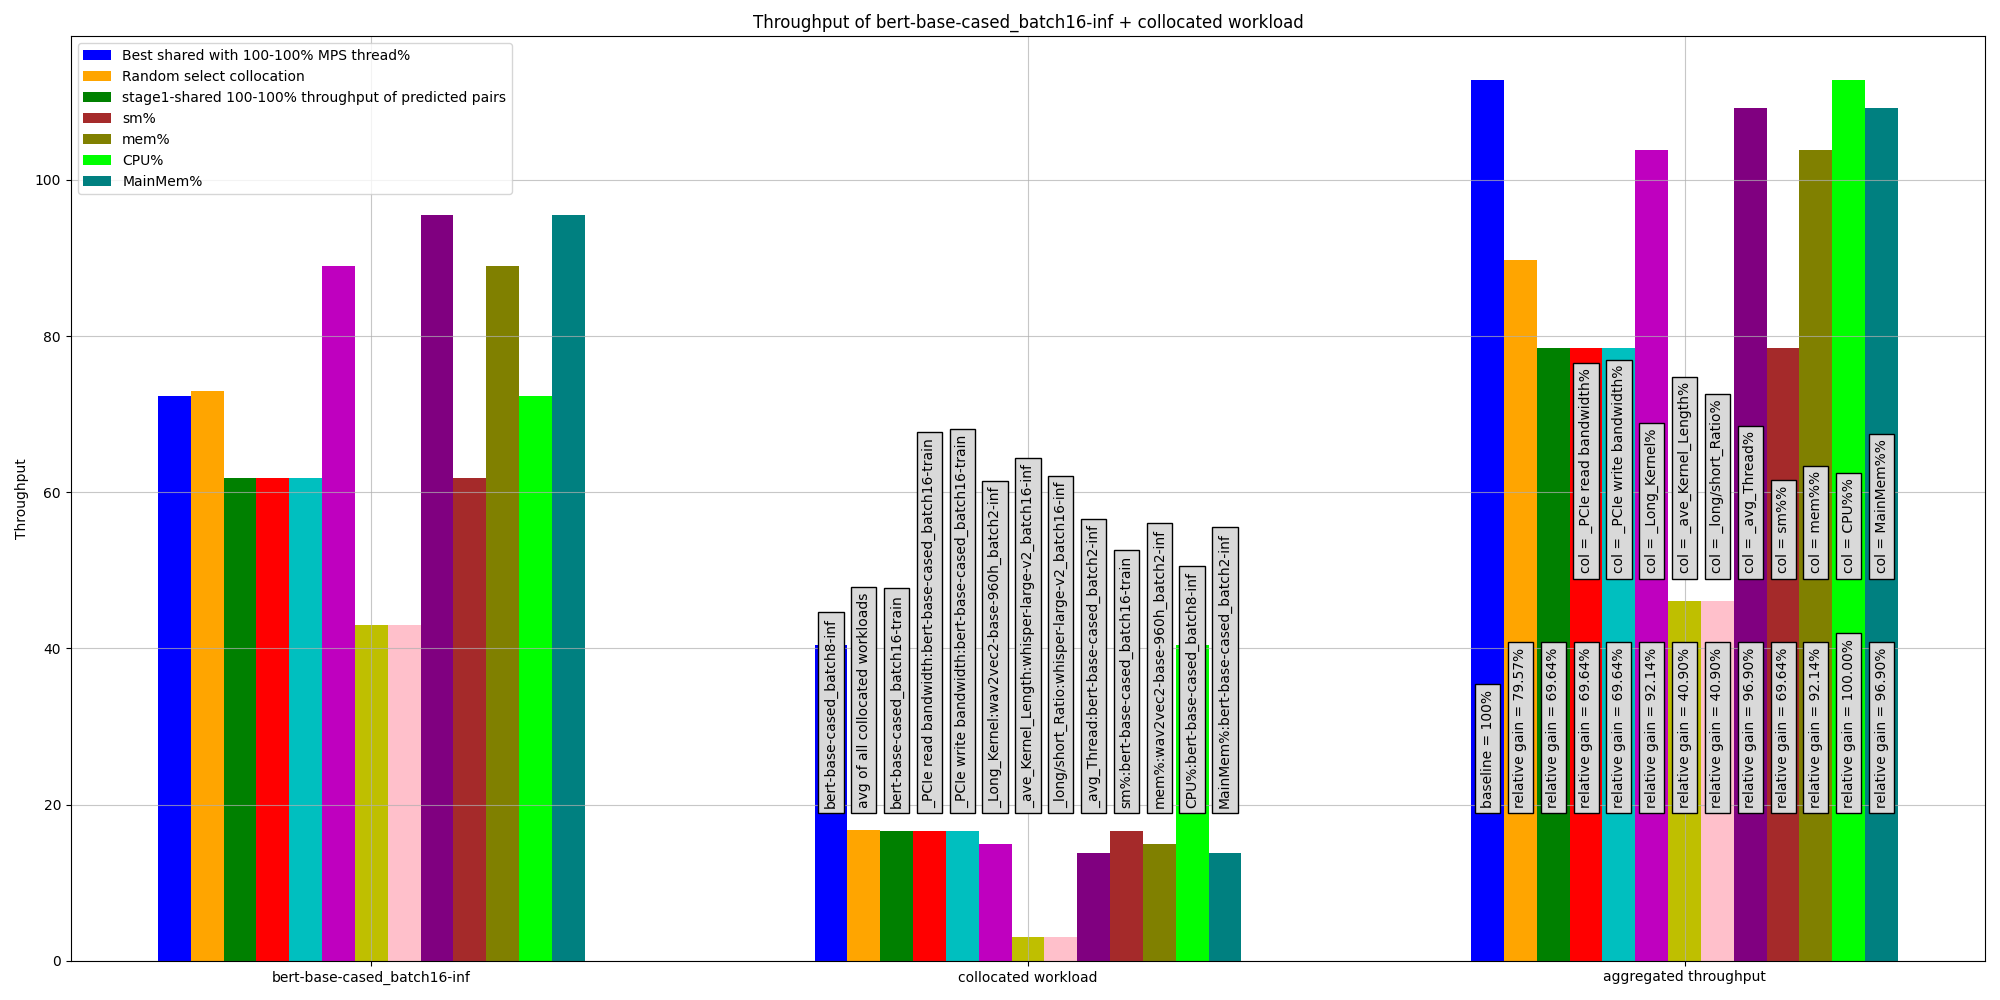 Throughput of bert-base-cased_batch16-inf + collocated workload
Best shared with 100-100% MPS thread%
Random select collocation
stage1-shared 100-100% throughput of predicted pairs
sm%
mem%
CPU%
MainMem%
Throughput
100
80
60
40
20
0
bert-base-cased_batch8-inf
avg of all collocated workloads
bert-base-cased_batch16-train
_PCIe read bandwidth:bert-base-cased_batch16-train
_PCIe write bandwidth:bert-base-cased_batch16-train
_Long_Kernel:wav2vec2-base-960h_batch2-inf
_ave_Kernel_Length:whisper-large-v2_batch16-inf
_long/short_Ratio:whisper-large-v2_batch16-inf
_avg_Thread:bert-base-cased_batch2-inf
sm%:bert-base-cased_batch16-train
mem%:wav2vec2-base-960h_batch2-inf
CPU%:bert-base-cased_batch8-inf
MainMem%:bert-base-cased_batch2-inf
col = _PCIe read bandwidth%
col = _PCIe write bandwidth%
col = _Long_Kernel%
col = _ave_Kernel_Length%
col = _long/short_Ratio%
col = _avg_Thread%
col = sm%%
col = mem%%
col = CPU%%
col = MainMem%%
baseline = 100%
relative gain = 79.57%
relative gain = 69.64%
relative gain = 69.64%
relative gain = 69.64%
relative gain = 92.14%
relative gain = 40.90%
relative gain = 40.90%
relative gain = 96.90%
relative gain = 69.64%
relative gain = 92.14%
relative gain = 100.00%
relative gain = 96.90%
bert-base-cased_batch16-inf
collocated workload
aggregated throughput